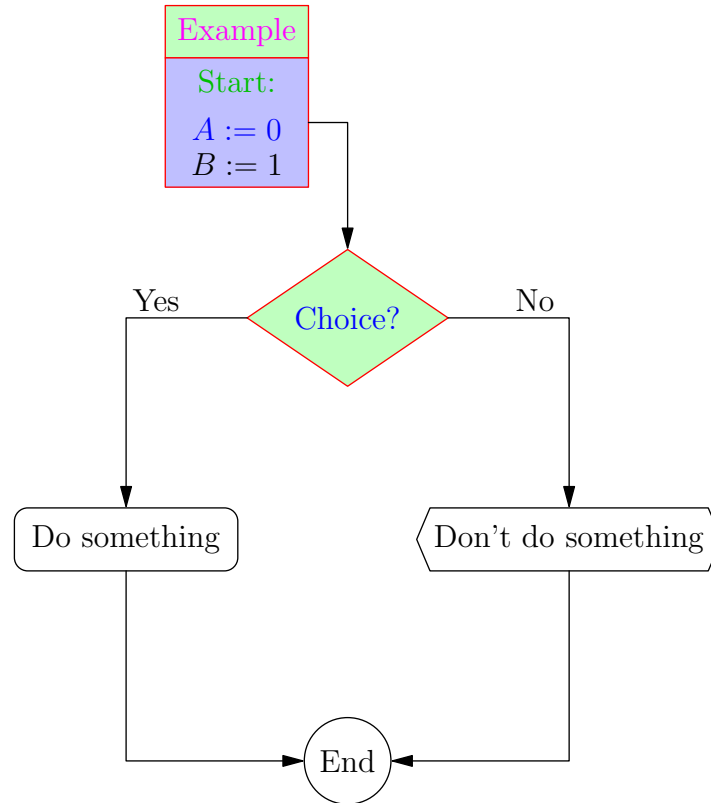 Example
Start:
A := 0
B := 1
Yes
No
Choice?
Do something
Don't do something
End